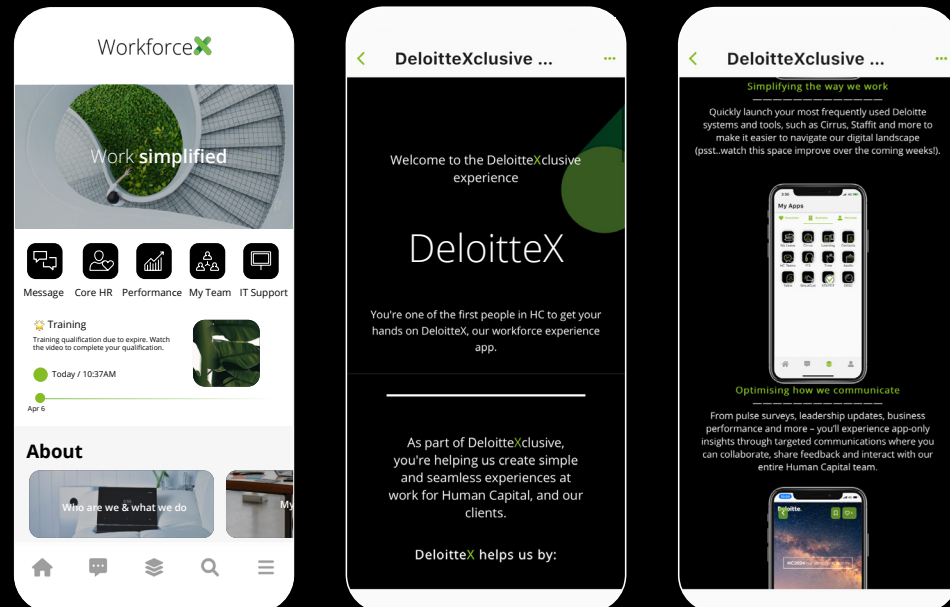 WorkforceX
Work simplified
Message Core HR Performance My Team IT Support
Training
Training qualification due to expire. Watch
the video to complete your qualification.
Today / 10:37AM
Apr 6
About
Who are we & what we do
My
DeloitteXclusive ...
Welcome to the DeloitteXclusive
experience
DeloitteX
You're one of the first people in HC to get your
hands on DeloitteX, our workforce experience
app.
As part of DeloitteXclusive,
you're helping us create simple
and seamless experiences at
work for Human Capital, and our
clients.
DeloitteX helps us by:
DeloitteXclusive ...
Simplifying the way we work
Quickly launch your most frequently used Deloitte
systems and tools, such as Cirrus, Staffit and more to
make it easier to navigate our digital landscape
(psst..watch this space improve over the coming weeks!).
My Apps
Optimising how we communicate
From pulse surveys, leadership updates, business
performance and more – you'll experience app-only
insights through targeted communications where you
can collaborate, share feedback and interact with our
entire Human Capital team.
Deloitte.